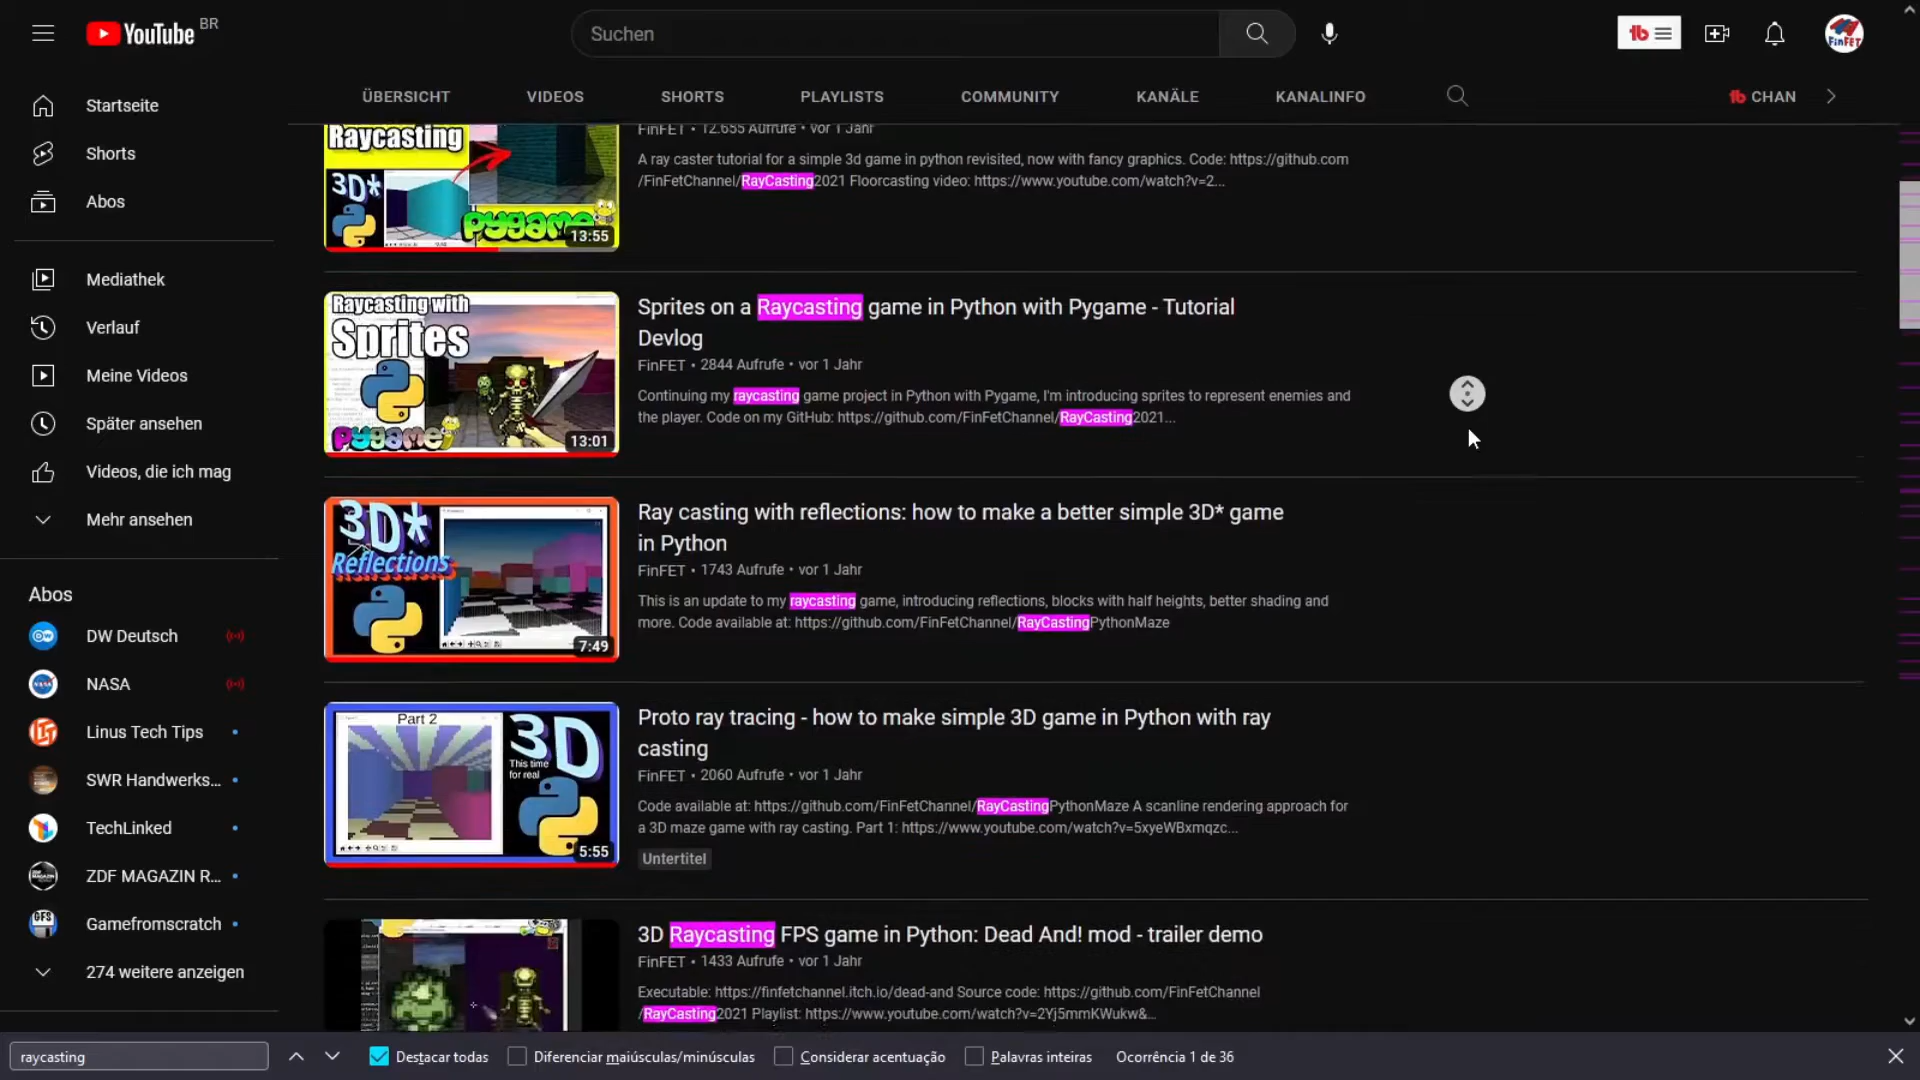 YouTube BR
Suchen
FinFET
Startseite
Shorts
Abos
Mediathek
Verlauf
Meine Videos
Später ansehen
Videos, die ich mag
Mehr ansehen
Abos
DW Deutsch
NASA
Linus Tech Tips
SWR Handwerks...
TechLinked
ZDF MAGAZIN R...
Gamefromscratch
274 weitere anzeigen
ÜBERSICHT VIDEOS SHORTS PLAYLISTS COMMUNITY KANÄLE KANALINFO
CHAN
Raycasting
3D*
pygame
13:55
FinFET • 12.655 Aufrufe • vor 1 Jahr
A ray caster tutorial for a simple 3d game in python revisited, now with fancy graphics. Code: https://github.com
/FinFetChannel/RayCasting2021 Floorcasting video: https://www.youtube.com/watch?v=2...
Raycasting with
Sprites
pygame
13:01
Sprites on a Raycasting game in Python with Pygame - Tutorial
Devlog
FinFET • 2844 Aufrufe • vor 1 Jahr
Continuing my raycasting game project in Python with Pygame, I'm introducing sprites to represent enemies and
the player. Code on my GitHub: https://github.com/FinFetChannel/RayCasting2021...
3D*
Reflections
7:49
Ray casting with reflections: how to make a better simple 3D* game
in Python
FinFET • 1743 Aufrufe • vor 1 Jahr
This is an update to my raycasting game, introducing reflections, blocks with half heights, better shading and
more. Code available at: https://github.com/FinFetChannel/RayCastingPythonMaze
Part 2
3D
This time
for real
5:55
Proto ray tracing - how to make simple 3D game in Python with ray
casting
FinFET • 2060 Aufrufe • vor 1 Jahr
Code available at: https://github.com/FinFetChannel/RayCastingPythonMaze A scanline rendering approach for
a 3D maze game with ray casting. Part 1: https://www.youtube.com/watch?v=5xyeWBxmqzc...
Untertitel
3D Raycasting FPS game in Python: Dead And! mod - trailer demo
FinFET • 1433 Aufrufe • vor 1 Jahr
Executable: https://finfetchannel.itch.io/dead-and Source code: https://github.com/FinFetChannel
/RayCasting2021 Playlist: https://www.youtube.com/watch?v=2Yj5mmKWukw&...
raycasting
Destacar todas
Diferenciar maiúsculas/minúsculas
Considerar acentuação
Palavras inteiras
Ocorrência 1 de 36